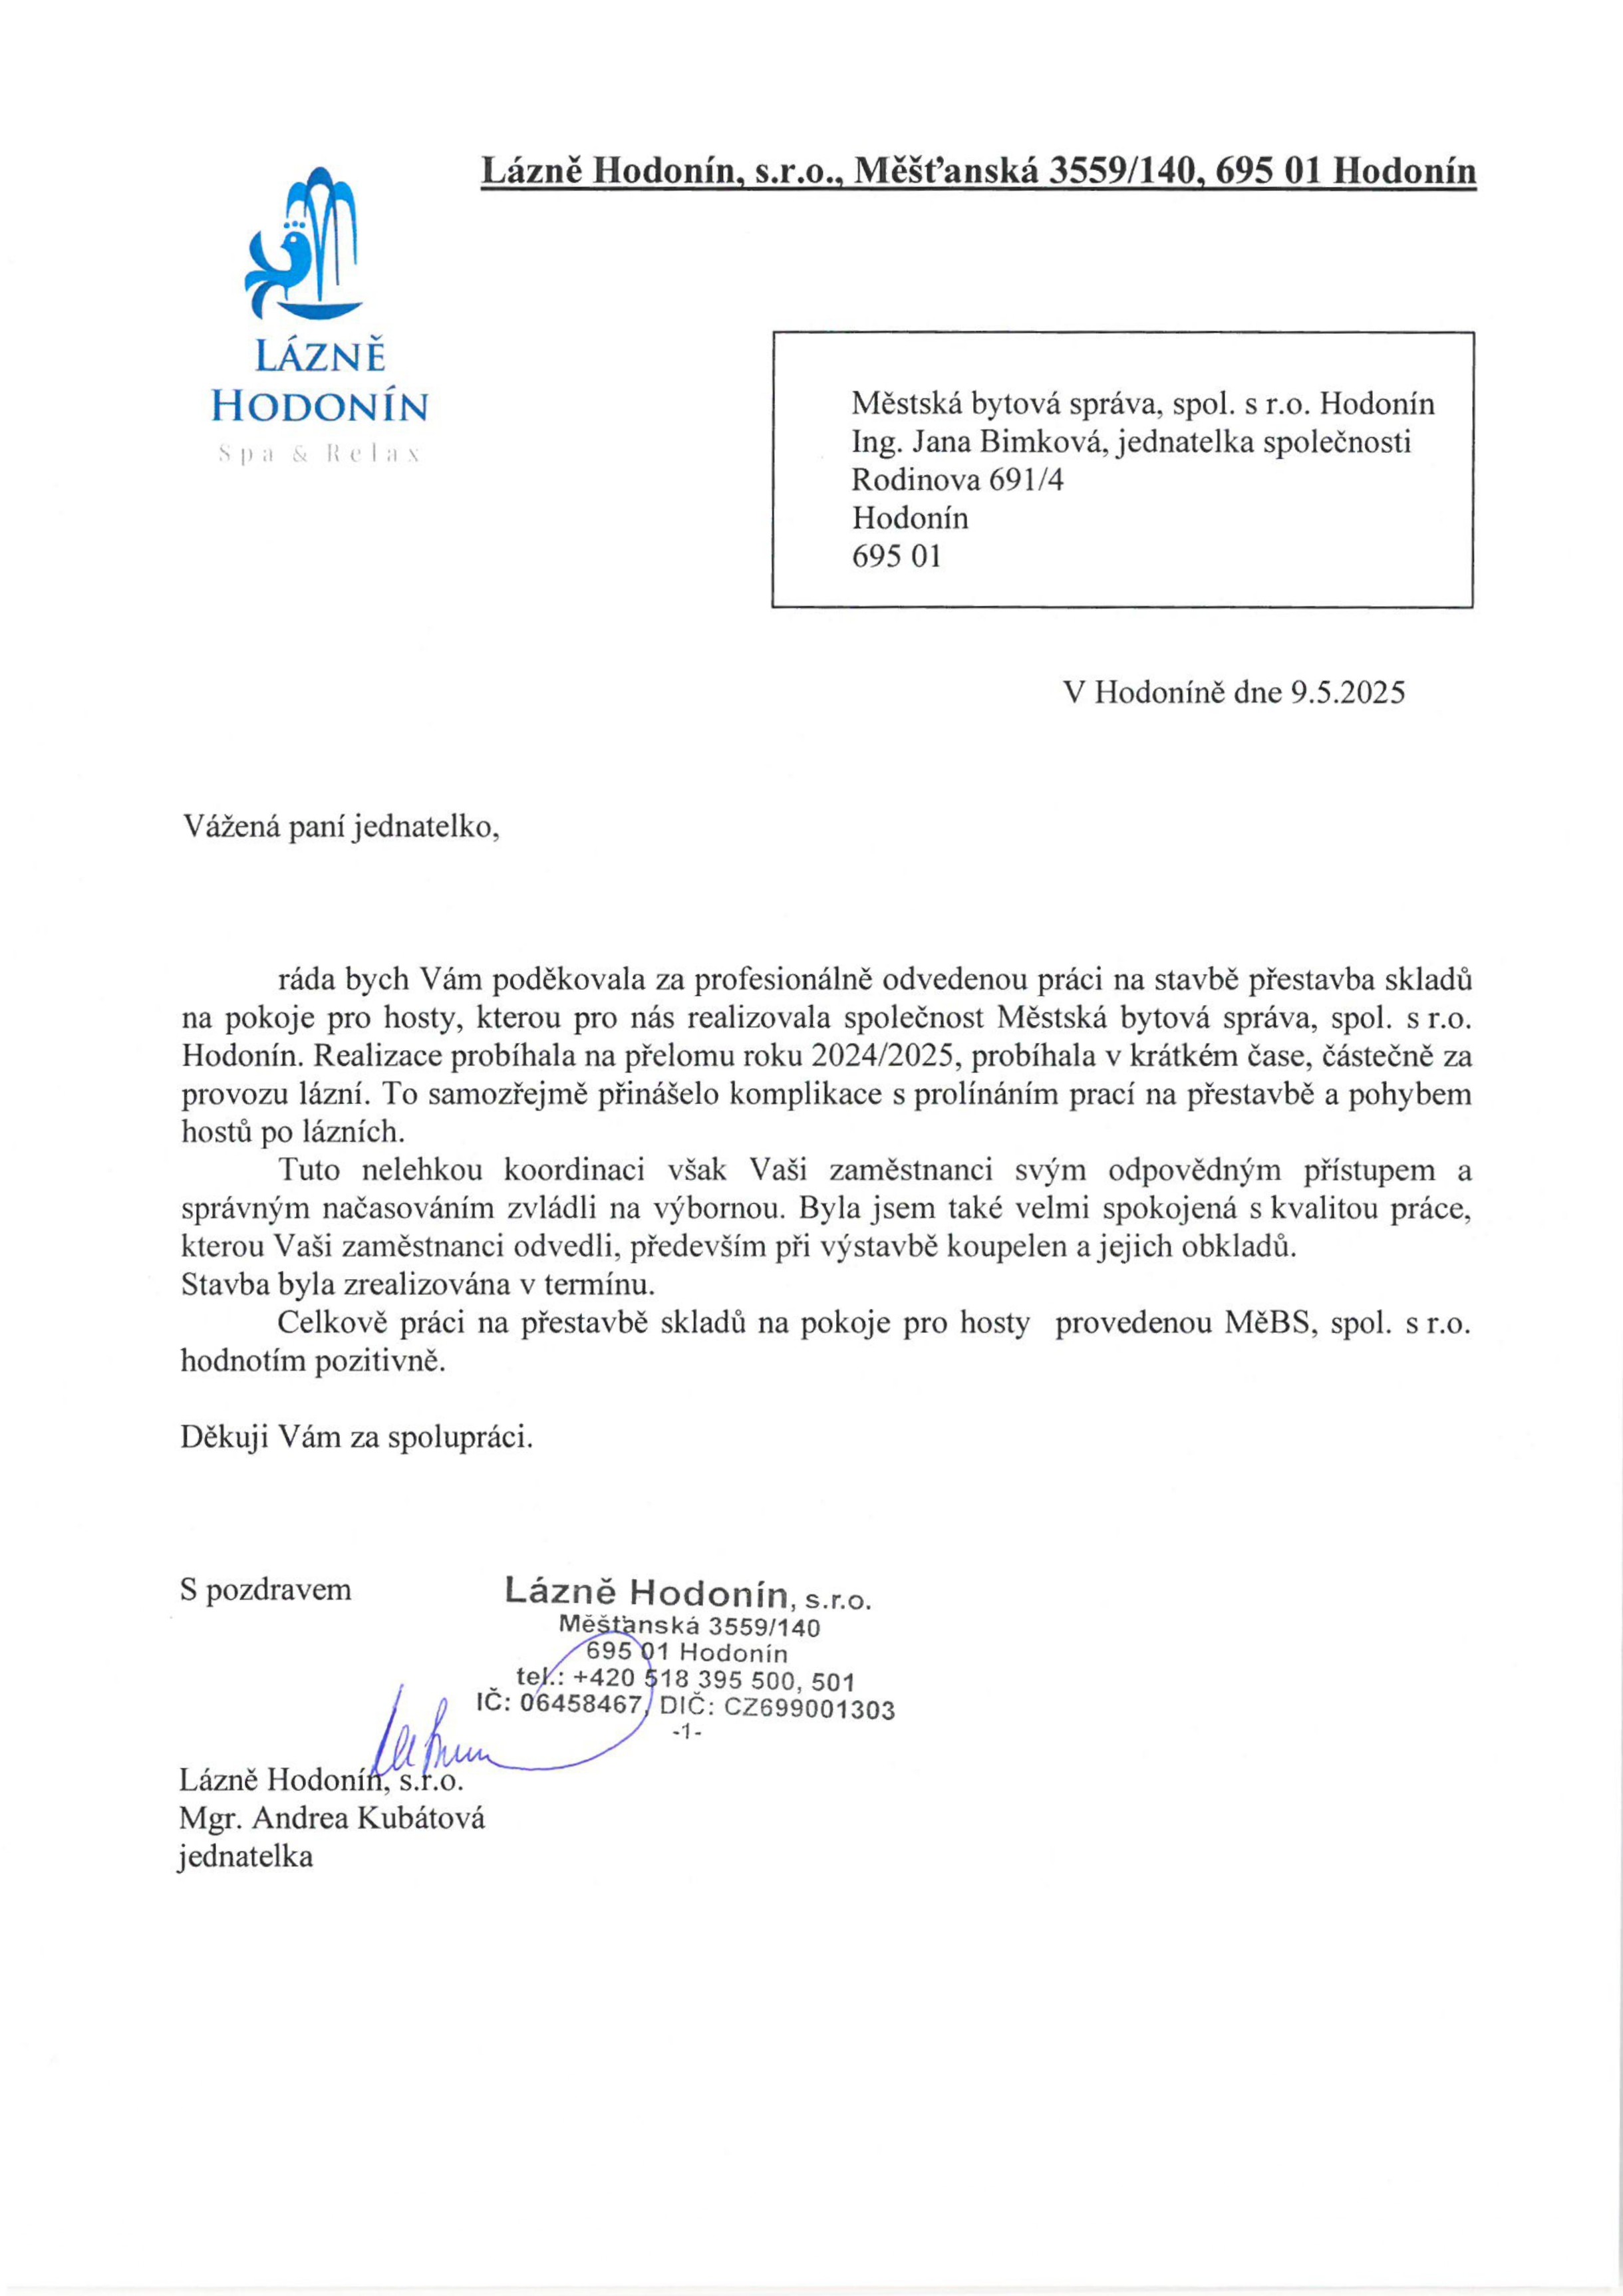 Lázně Hodonín, s.r.o., Měšťanská 3559/140, 695 01 Hodonín
LÁZNĚ
HODONÍN
Spa & Relax
Městská bytová správa, spol. s r.o. Hodonín
Ing. Jana Bimková, jednatelka společnosti
Rodinova 691/4
Hodonín
695 01
V Hodoníně dne 9.5.2025
Vážená paní jednatelko,
ráda bych Vám poděkovala za profesionálně odvedenou práci na stavbě přestavba skladů
na pokoje pro hosty, kterou pro nás realizovala společnost Městská bytová správa, spol. s r.o.
Hodonín. Realizace probíhala na přelomu roku 2024/2025, probíhala v krátkém čase, částečně za
provozu lázní. To samozřejmě přinášelo komplikace s prolínáním prací na přestavbě a pohybem
hostů po lázních.
Tuto nelehkou koordinaci však Vaši zaměstnanci svým odpovědným přístupem a
správným načasováním zvládli na výbornou. Byla jsem také velmi spokojená s kvalitou práce,
kterou Vaši zaměstnanci odvedli, především při výstavbě koupelen a jejich obkladů.
Stavba byla zrealizována v termínu.
Celkově práci na přestavbě skladů na pokoje pro hosty provedenou MěBS, spol. s r.o.
hodnotím pozitivně.
Děkuji Vám za spolupráci.
S pozdravem
Lázně Hodonín, s.r.o.
Měšťanská 3559/140
695 01 Hodonín
tel.: +420 518 395 500, 501
IČ: 06458467, DIČ: CZ699001303
-1-
Lázně Hodonín, s.r.o.
Mgr. Andrea Kubátová
jednatelka